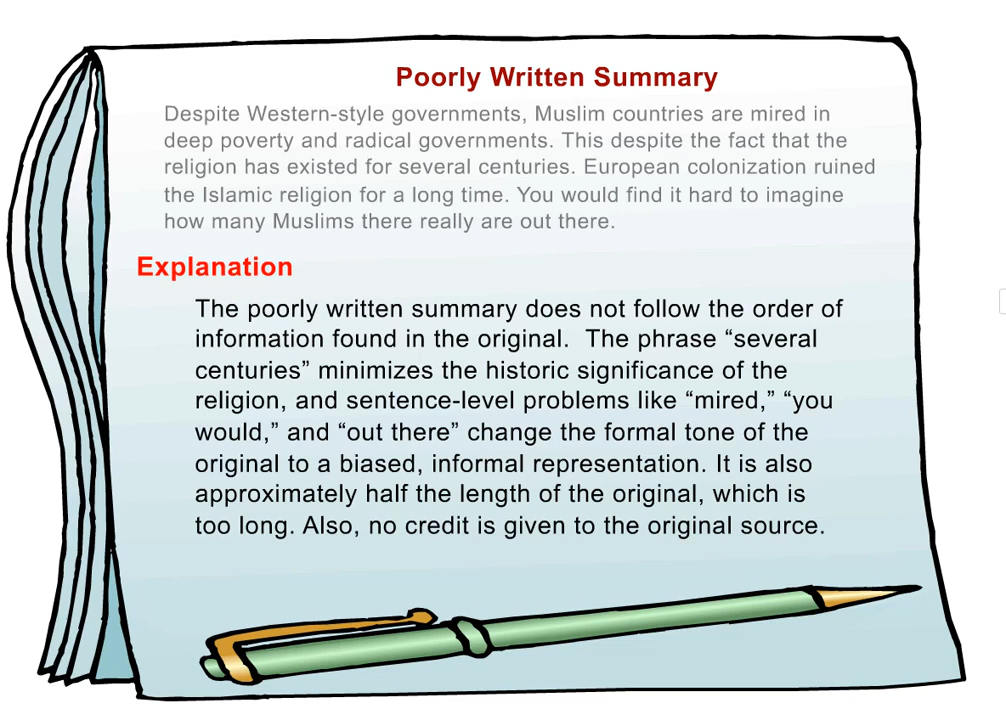 Poorly Written Summary
Despite Western-style governments, Muslim countries are mired in
deep poverty and radical governments. This despite the fact that the
religion has existed for several centuries. European colonization ruined
the Islamic religion for a long time. You would find it hard to imagine
how many Muslims there really are out there.
Explanation
The poorly written summary does not follow the order of
information found in the original.  The phrase “several
centuries” minimizes the historic significance of the
religion, and sentence-level problems like “mired,” “you
would,” and “out there” change the formal tone of the
original to a biased, informal representation. It is also
approximately half the length of the original, which is
too long. Also, no credit is given to the original source.